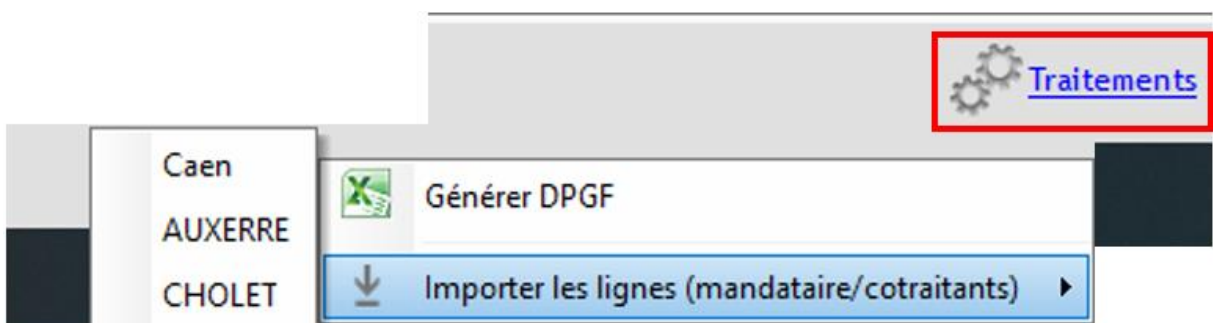 Traitements
Caen
AUXERRE
CHOLET
Générer DPGF
Importer les lignes (mandataire/cotraitants)